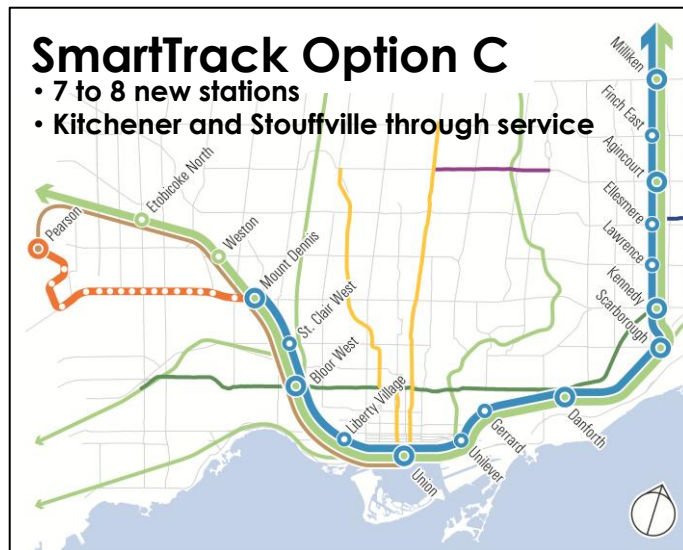 SmartTrack Option C
• 7 to 8 new stations
• Kitchener and Stouffville through service
Milliken
Finch East
Agincourt
Ellesmere
Lawrence
Kennedy
Scarborough
Etobicoke North
Pearson
Weston
Mount Dennis
St. Clair West
Bloor West
Liberty Village
Union
Unilever
Gerrard
Danforth